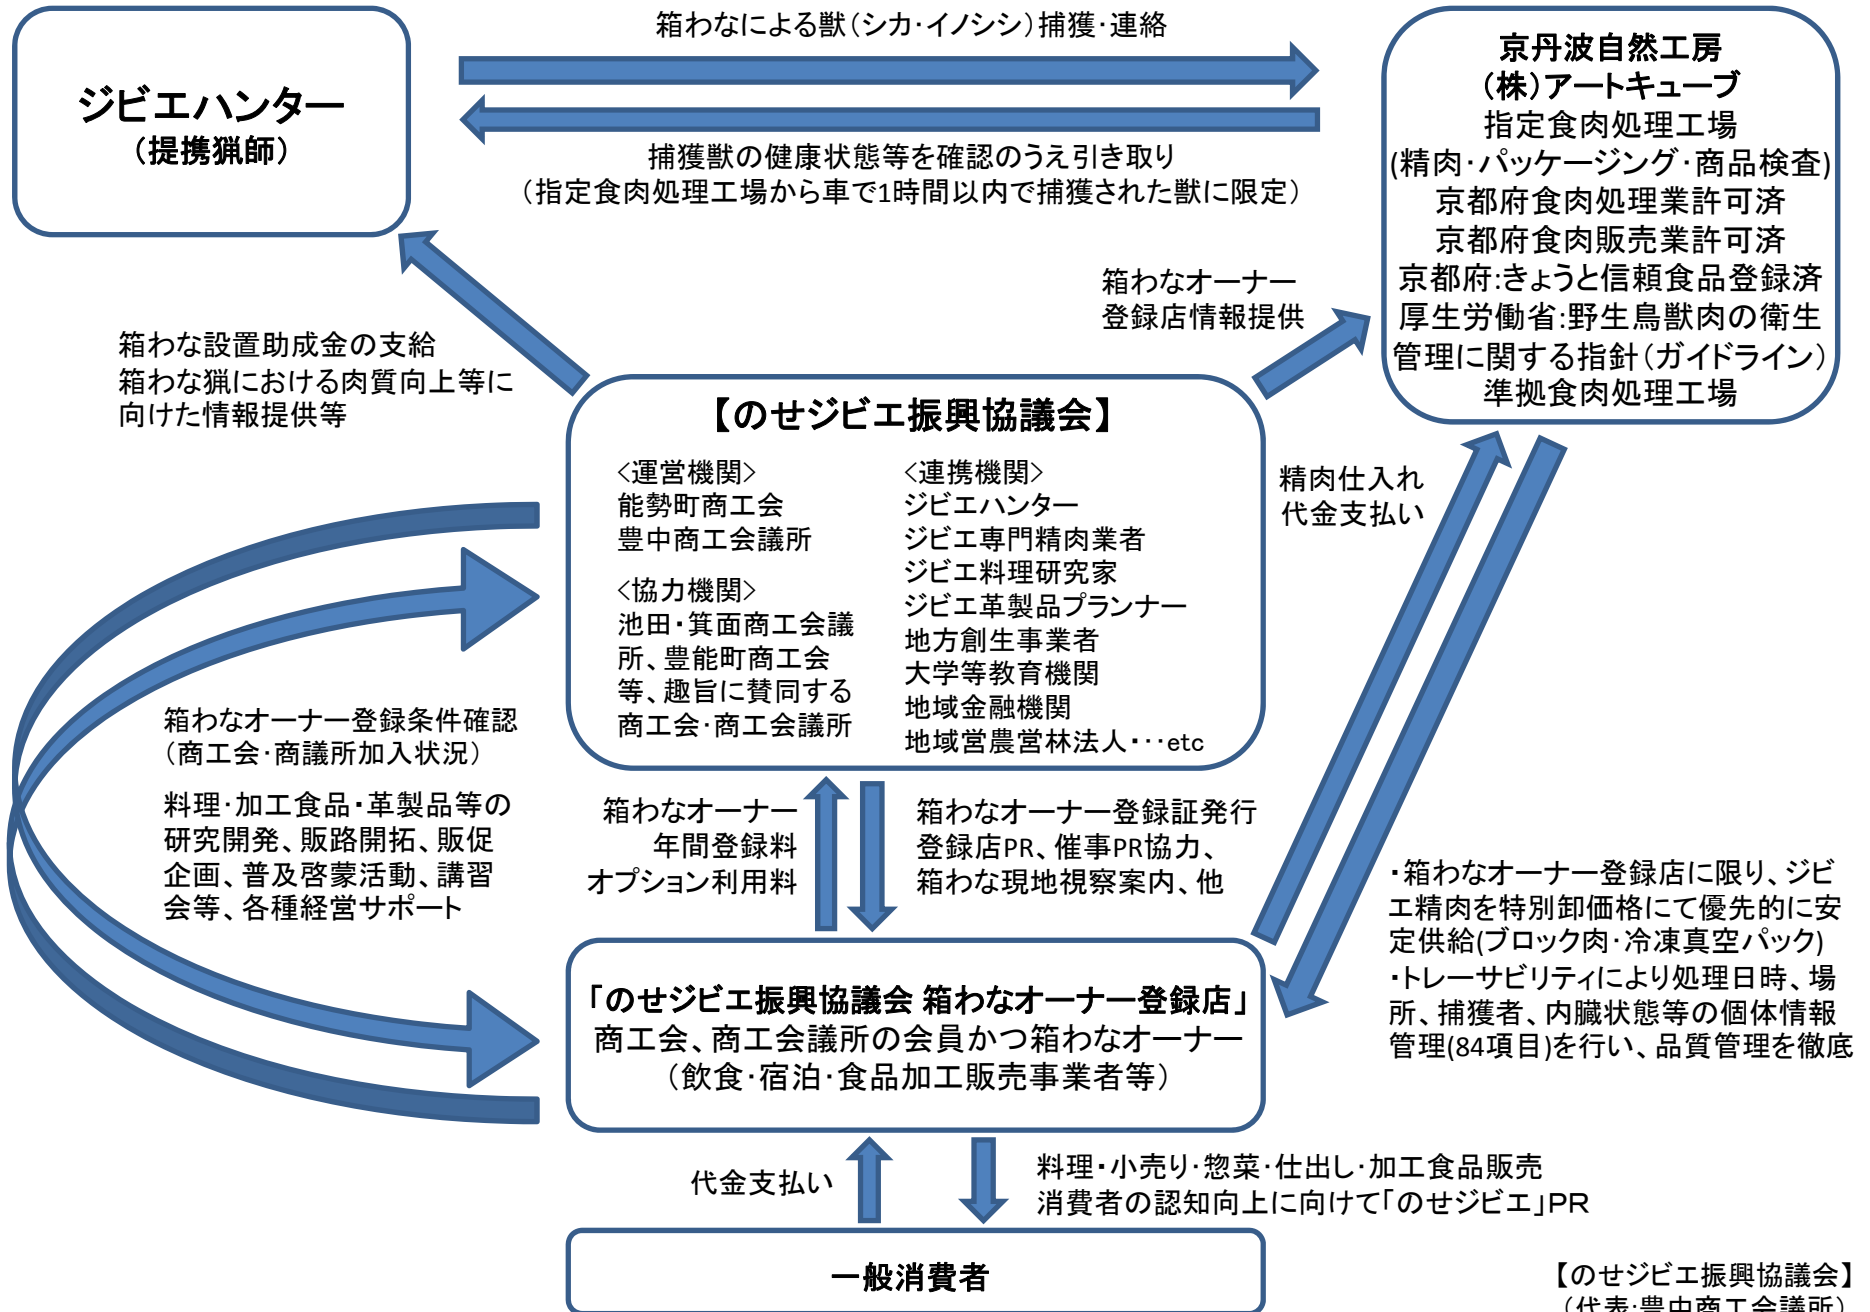 箱わなによる獣（シカ・イノシシ）捕獲・連絡
ジビエハンター
（提携猟師）
捕獲獣の健康状態等を確認のうえ引き取り
（指定食肉処理工場から車で1時間以内で捕獲された獣に限定）
京丹波自然工房
（株）アートキューブ
指定食肉処理工場
(精肉・パッケージング・商品検査)
京都府食肉処理業許可済
京都府食肉販売業許可済
京都府:きょうと信頼食品登録済
厚生労働省:野生鳥獣肉の衛生
管理に関する指針（ガイドライン）
準拠食肉処理工場
箱わなオーナー
登録店情報提供
箱わな設置助成金の支給
箱わな猟における肉質向上等に
向けた情報提供等
【のせジビエ振興協議会】
<運営機関>
能勢町商工会
豊中商工会議所
<協力機関>
池田・箕面商工会議
所、豊能町商工会
等、趣旨に賛同する
商工会・商工会議所
<連携機関>
ジビエハンター
ジビエ専門精肉業者
ジビエ料理研究家
ジビエ革製品プランナー
地方創生事業者
大学等教育機関
地域金融機関
地域営農営林法人・・・etc
精肉仕入れ
代金支払い
箱わなオーナー登録条件確認
（商工会・商議所加入状況）
料理・加工食品・革製品等の
研究開発、販路開拓、販促
企画、普及啓蒙活動、講習
会等、各種経営サポート
箱わなオーナー
年間登録料
オプション利用料
箱わなオーナー登録証発行
登録店PR、催事PR協力、
箱わな現地視察案内、他
・箱わなオーナー登録店に限り、ジビ
エ精肉を特別卸価格にて優先的に安
定供給(ブロック肉・冷凍真空パック)
・トレーサビリティにより処理日時、場
所、捕獲者、内臓状態等の個体情報
管理(84項目)を行い、品質管理を徹底
「のせジビエ振興協議会 箱わなオーナー登録店」
商工会、商工会議所の会員かつ箱わなオーナー
（飲食・宿泊・食品加工販売事業者等）
代金支払い
料理・小売り・惣菜・仕出し・加工食品販売
消費者の認知向上に向けて「のせジビエ」PR
一般消費者
【のせジビエ振興協議会】
（代表:豊中商工会議所）